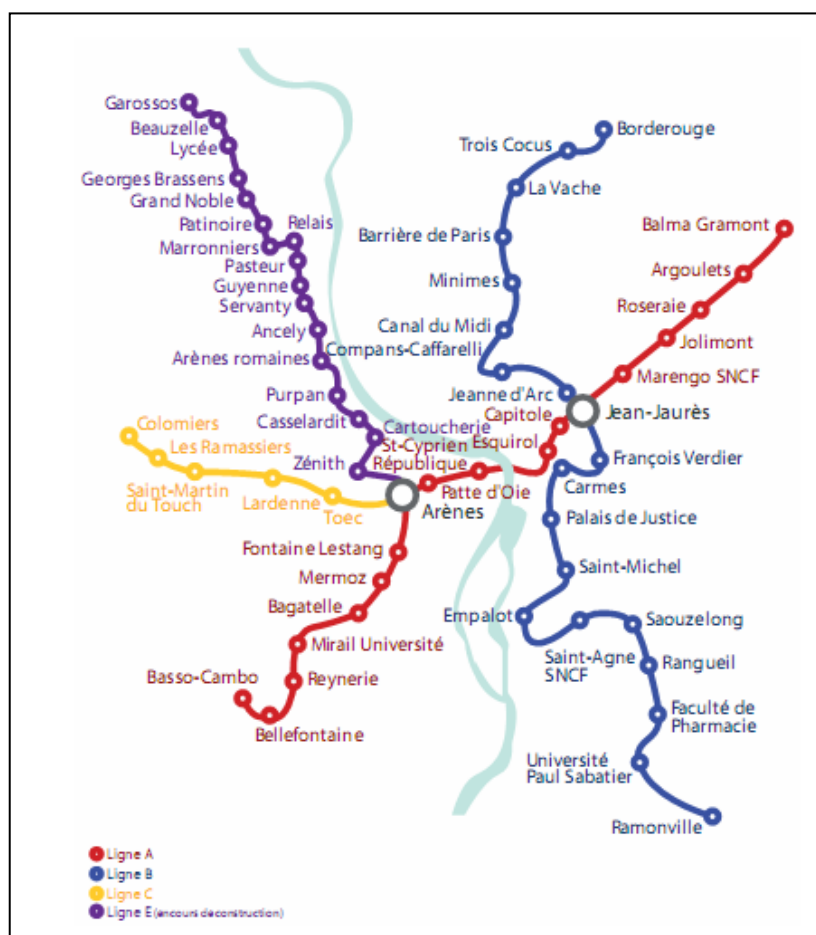 Garossos
Beauzelle
Lycée
Georges Brassens
Grand Noble
Patinoire
Relais
Marronniers
Pasteur
Guyenne
Servanty
Ancely
Arènes romaines
Purpan
Casselardit
Cartoucherie
Zénith
Colomiers
Les Ramassiers
Saint-Martin
du Touch
Lardenne
Toec
Arènes
St-Cyprien
République
Patte d'Oie
Esquirol
Capitole
Jean-Jaurès
Marengo SNCF
Jolimont
Roseraie
Argoulets
Balma Gramont
Fontaine Lestang
Mermoz
Bagatelle
Mirail Université
Reynerie
Basso-Cambo
Bellefontaine
Borderouge
Trois Cocus
La Vache
Barrière de Paris
Minimes
Canal du Midi
Compans-Caffarelli
Jeanne d'Arc
François Verdier
Carmes
Palais de Justice
Saint-Michel
Empalot
Saint-Agne
SNCF
Saouzelong
Rangueil
Faculté de
Pharmacie
Université
Paul Sabatier
Ramonville
Ligne A
Ligne B
Ligne C
Ligne E (encours de construction)